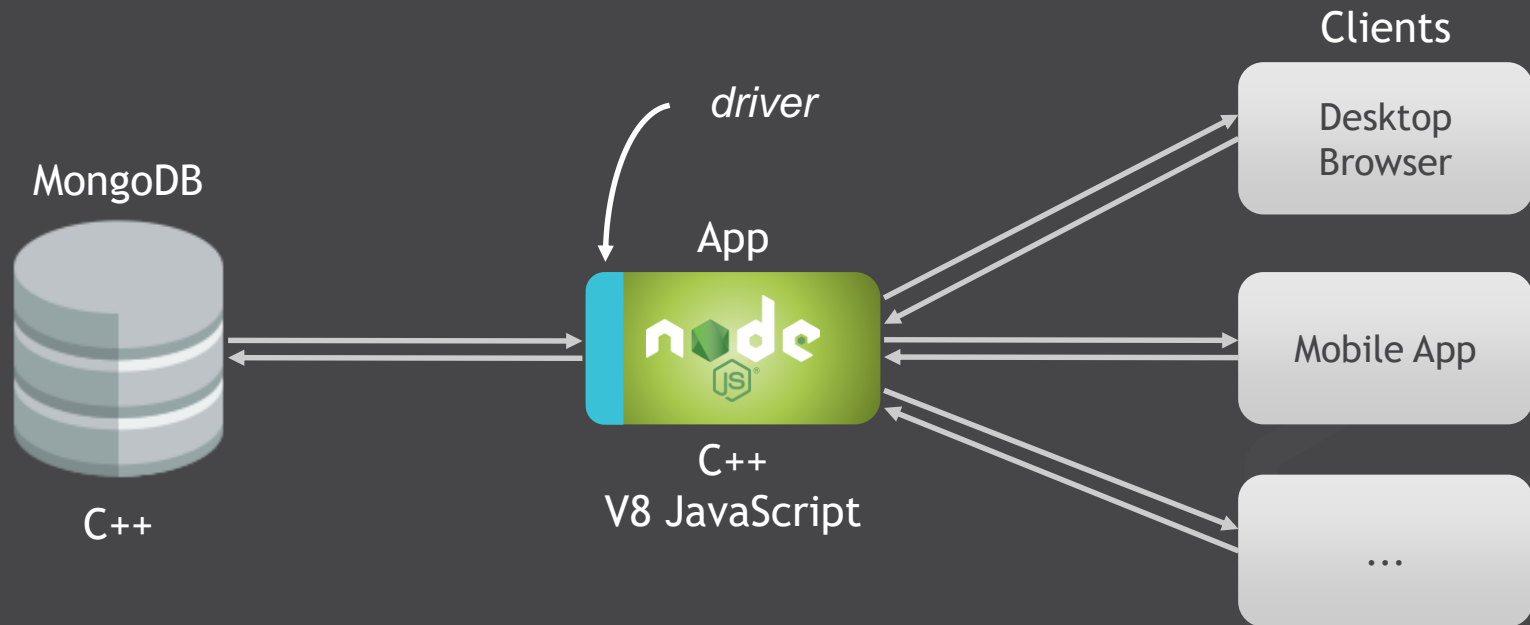 Clients
driver
Desktop
Browser
MongoDB
App
node
JS®
Mobile App
C++
V8 JavaScript
C++
...